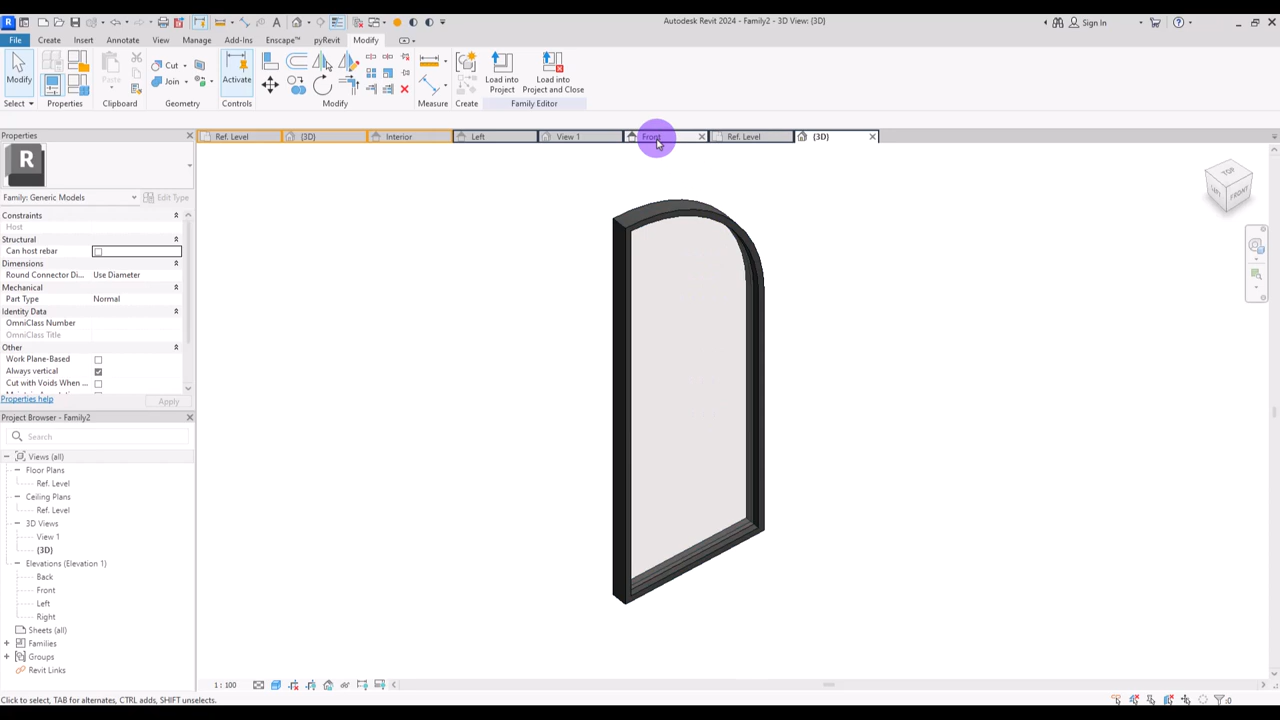 Autodesk Revit 2024 - Family2 - 3D View: {3D}
Sign In
File Create Insert Annotate View Manage Add-Ins Enscape™ pyRevit Modify
Modify
Paste
Cut
Join
Activate
Load into
Project
Load into
Project and Close
Select Properties Clipboard Geometry Controls Modify Measure Create Family Editor
Ref. Level {3D} Interior Left View 1 Front Ref. Level {3D}
Properties
R
Family: Generic Models Edit Type
Constraints
Host
Structural
Can host rebar
Dimensions
Round Connector Di... Use Diameter
Mechanical
Part Type Normal
Identity Data
OmniClass Number
OmniClass Title
Other
Work Plane-Based
Always vertical
Cut with Voids When ...
Properties help Apply
Project Browser - Family2
Search
Views (all)
Floor Plans
Ref. Level
Ceiling Plans
Ref. Level
3D Views
View 1
{3D}
Elevations (Elevation 1)
Back
Front
Left
Right
Sheets (all)
Families
Groups
Revit Links
TOP
LEFT FRONT
1 : 100
Click to select, TAB for alternates, CTRL adds, SHIFT unselects.
:0